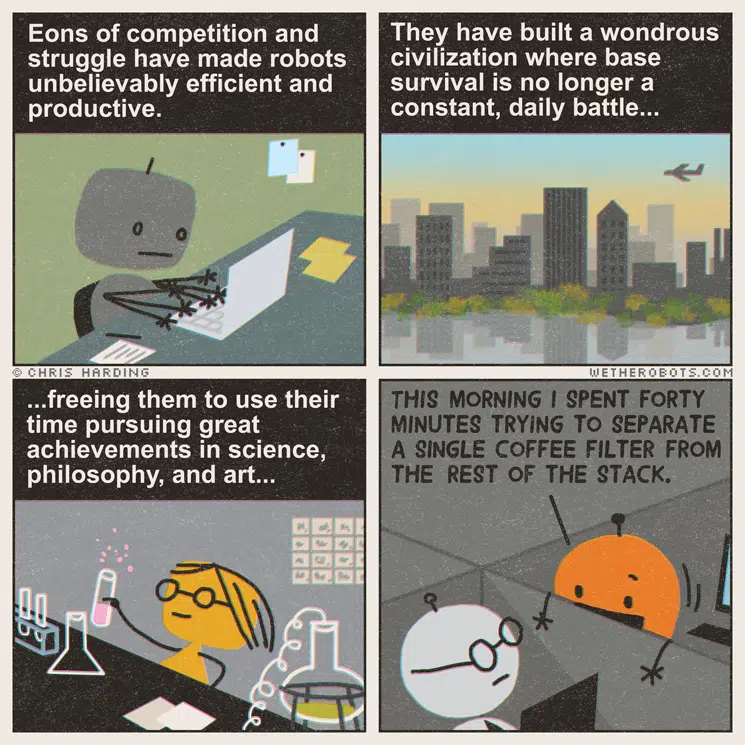 Eons of competition and
struggle have made robots
unbelievably efficient and
productive.
They have built a wondrous
civilization where base
survival is no longer a
constant, daily battle...
© CHRIS HARDING
WETHEROBOTS.COM
...freeing them to use their
time pursuing great
achievements in science,
philosophy, and art...
THIS MORNING I SPENT FORTY
MINUTES TRYING TO SEPARATE
A SINGLE COFFEE FILTER FROM
THE REST OF THE STACK.